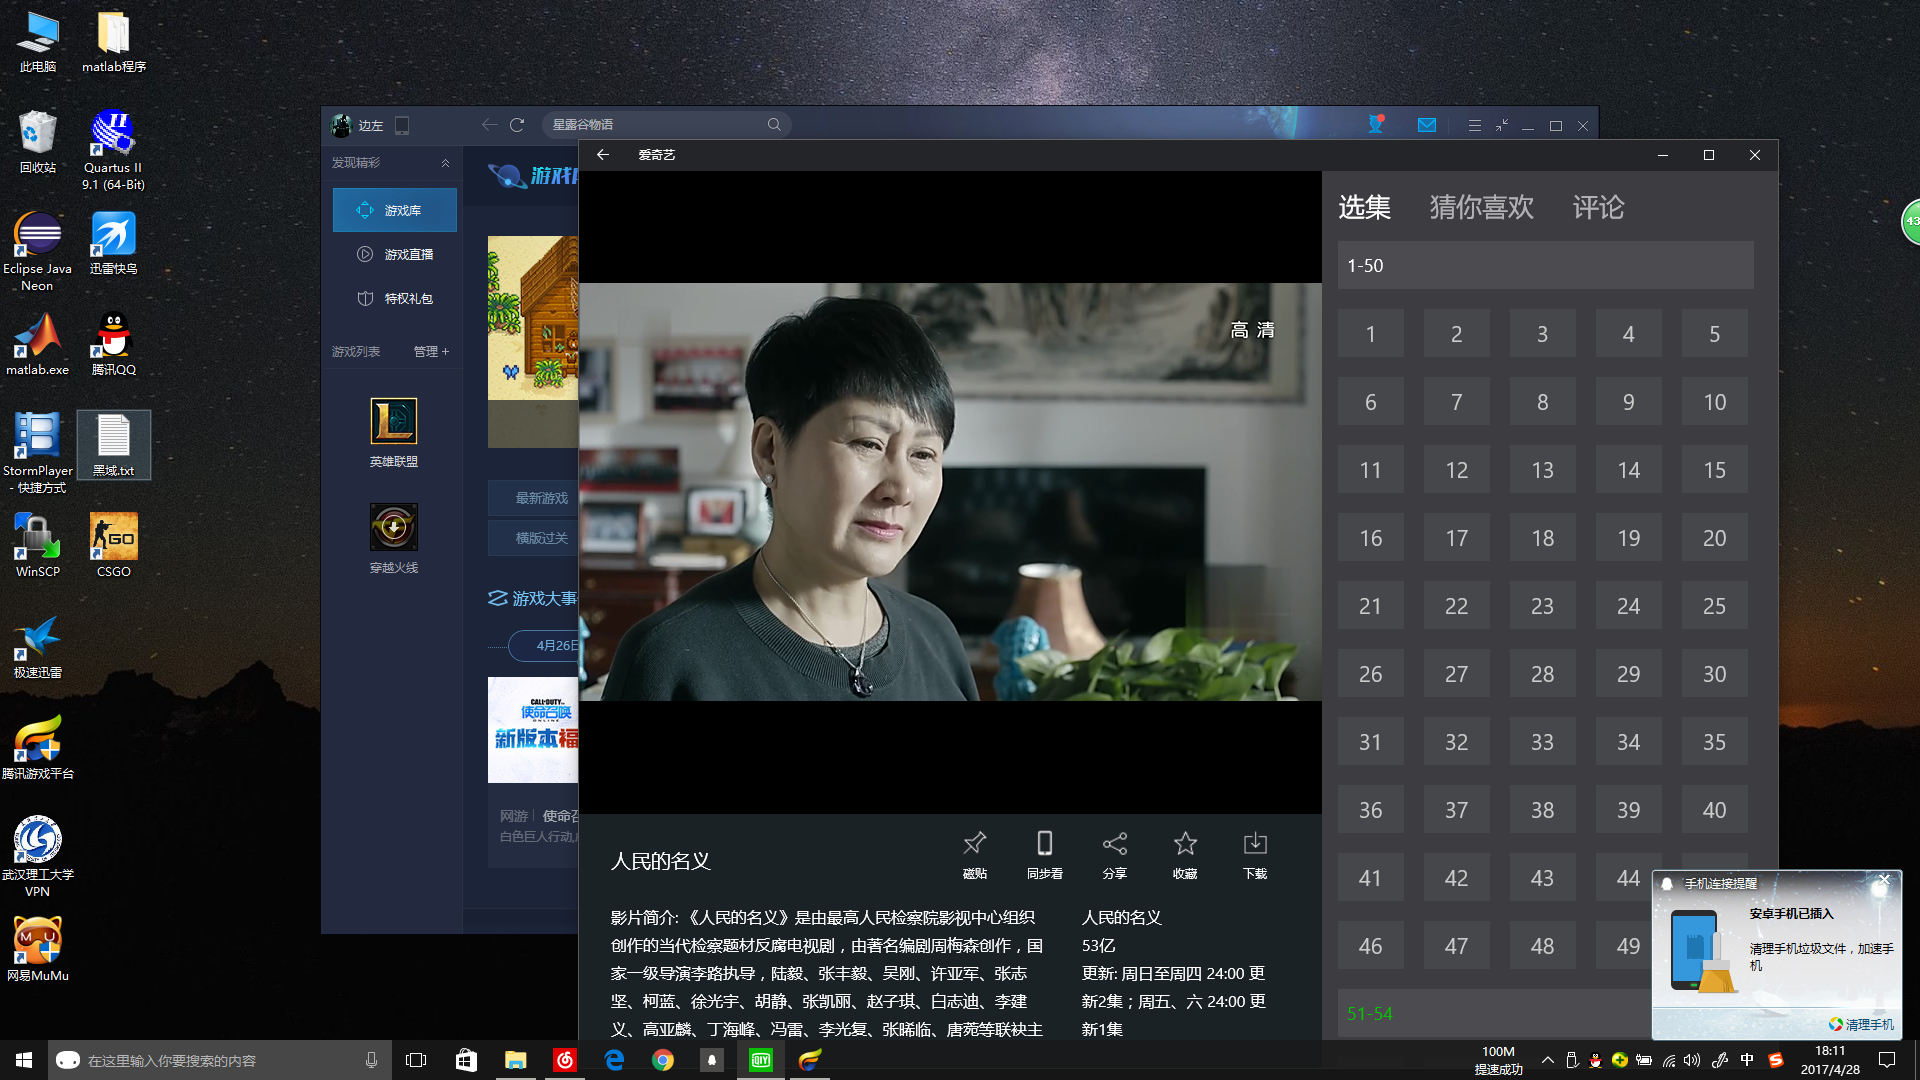 此电脑
matlab程序
回收站
Quartus II
9.1 (64-Bit)
Eclipse Java
Neon
迅雷快鸟
matlab.exe
腾讯QQ
StormPlayer
- 快捷方式
黑域.txt
WinSCP
GO
CSGO
极速迅雷
腾讯游戏平台
武汉理工大学
VPN
网易MuMu
边左
星露谷物语
发现精彩
游戏库
游戏直播
特权礼包
游戏列表
管理 +
英雄联盟
穿越火线
游戏
最新游戏
横版过关
游戏大事
4月26日
CALL·DUTY
使命召唤
ONLINE
新版本福
网游
使命召
白色巨人行动,
爱奇艺
高 清
人民的名义
磁贴
同步看
分享
收藏
下载
影片简介: 《人民的名义》是由最高人民检察院影视中心组织
创作的当代检察题材反腐电视剧，由著名编剧周梅森创作，国
家一级导演李路执导，陆毅、张丰毅、吴刚、许亚军、张志
坚、柯蓝、徐光宇、胡静、张凯丽、赵子琪、白志迪、李建
义、高亚麟、丁海峰、冯雷、李光复、张晞临、唐菀等联袂主
人民的名义
53亿
更新: 周日至周四 24:00 更
新2集；周五、六 24:00 更
新1集
选集 猜你喜欢 评论
1-50
1 2 3 4 5
6 7 8 9 10
11 12 13 14 15
16 17 18 19 20
21 22 23 24 25
26 27 28 29 30
31 32 33 34 35
36 37 38 39 40
41 42 43 44
46 47 48 49
51-54
43
手机连接提醒
安卓手机已插入
清理手机垃圾文件，加速手
机
清理手机
在这里输入你要搜索的内容
QIY
100M
提速成功
中
18:11
2017/4/28